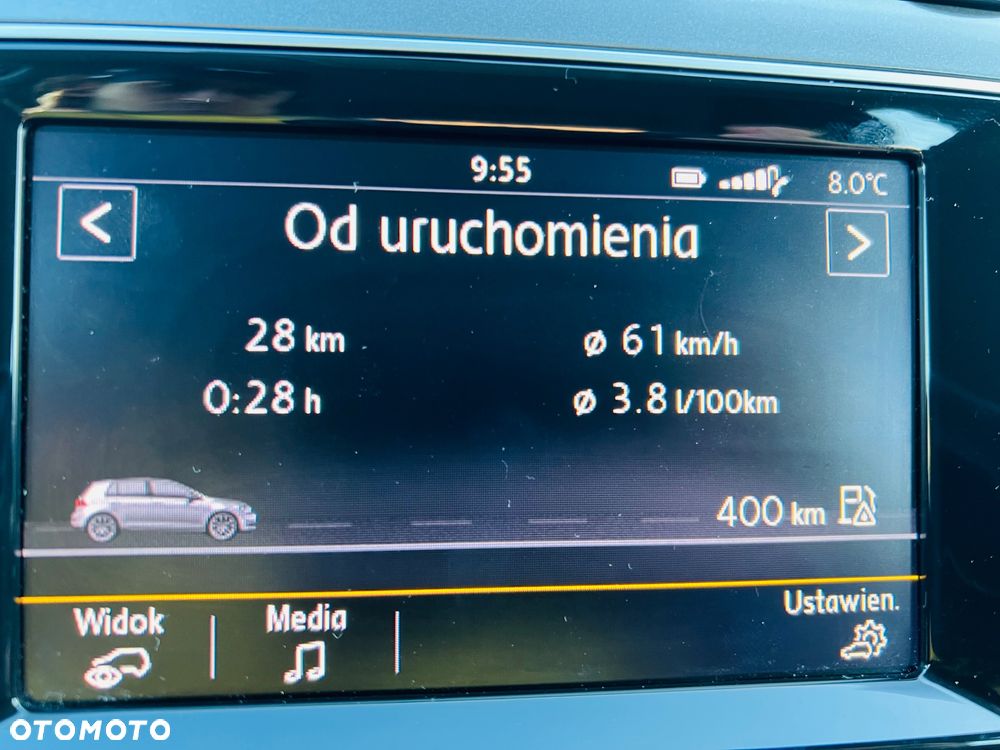 9:55 8.0°C
< Od uruchomienia >
28 km ø 61 km/h
0:28 h ø 3.8 l/100km
400 km
Widok Media Ustawien.
OTOMOTO